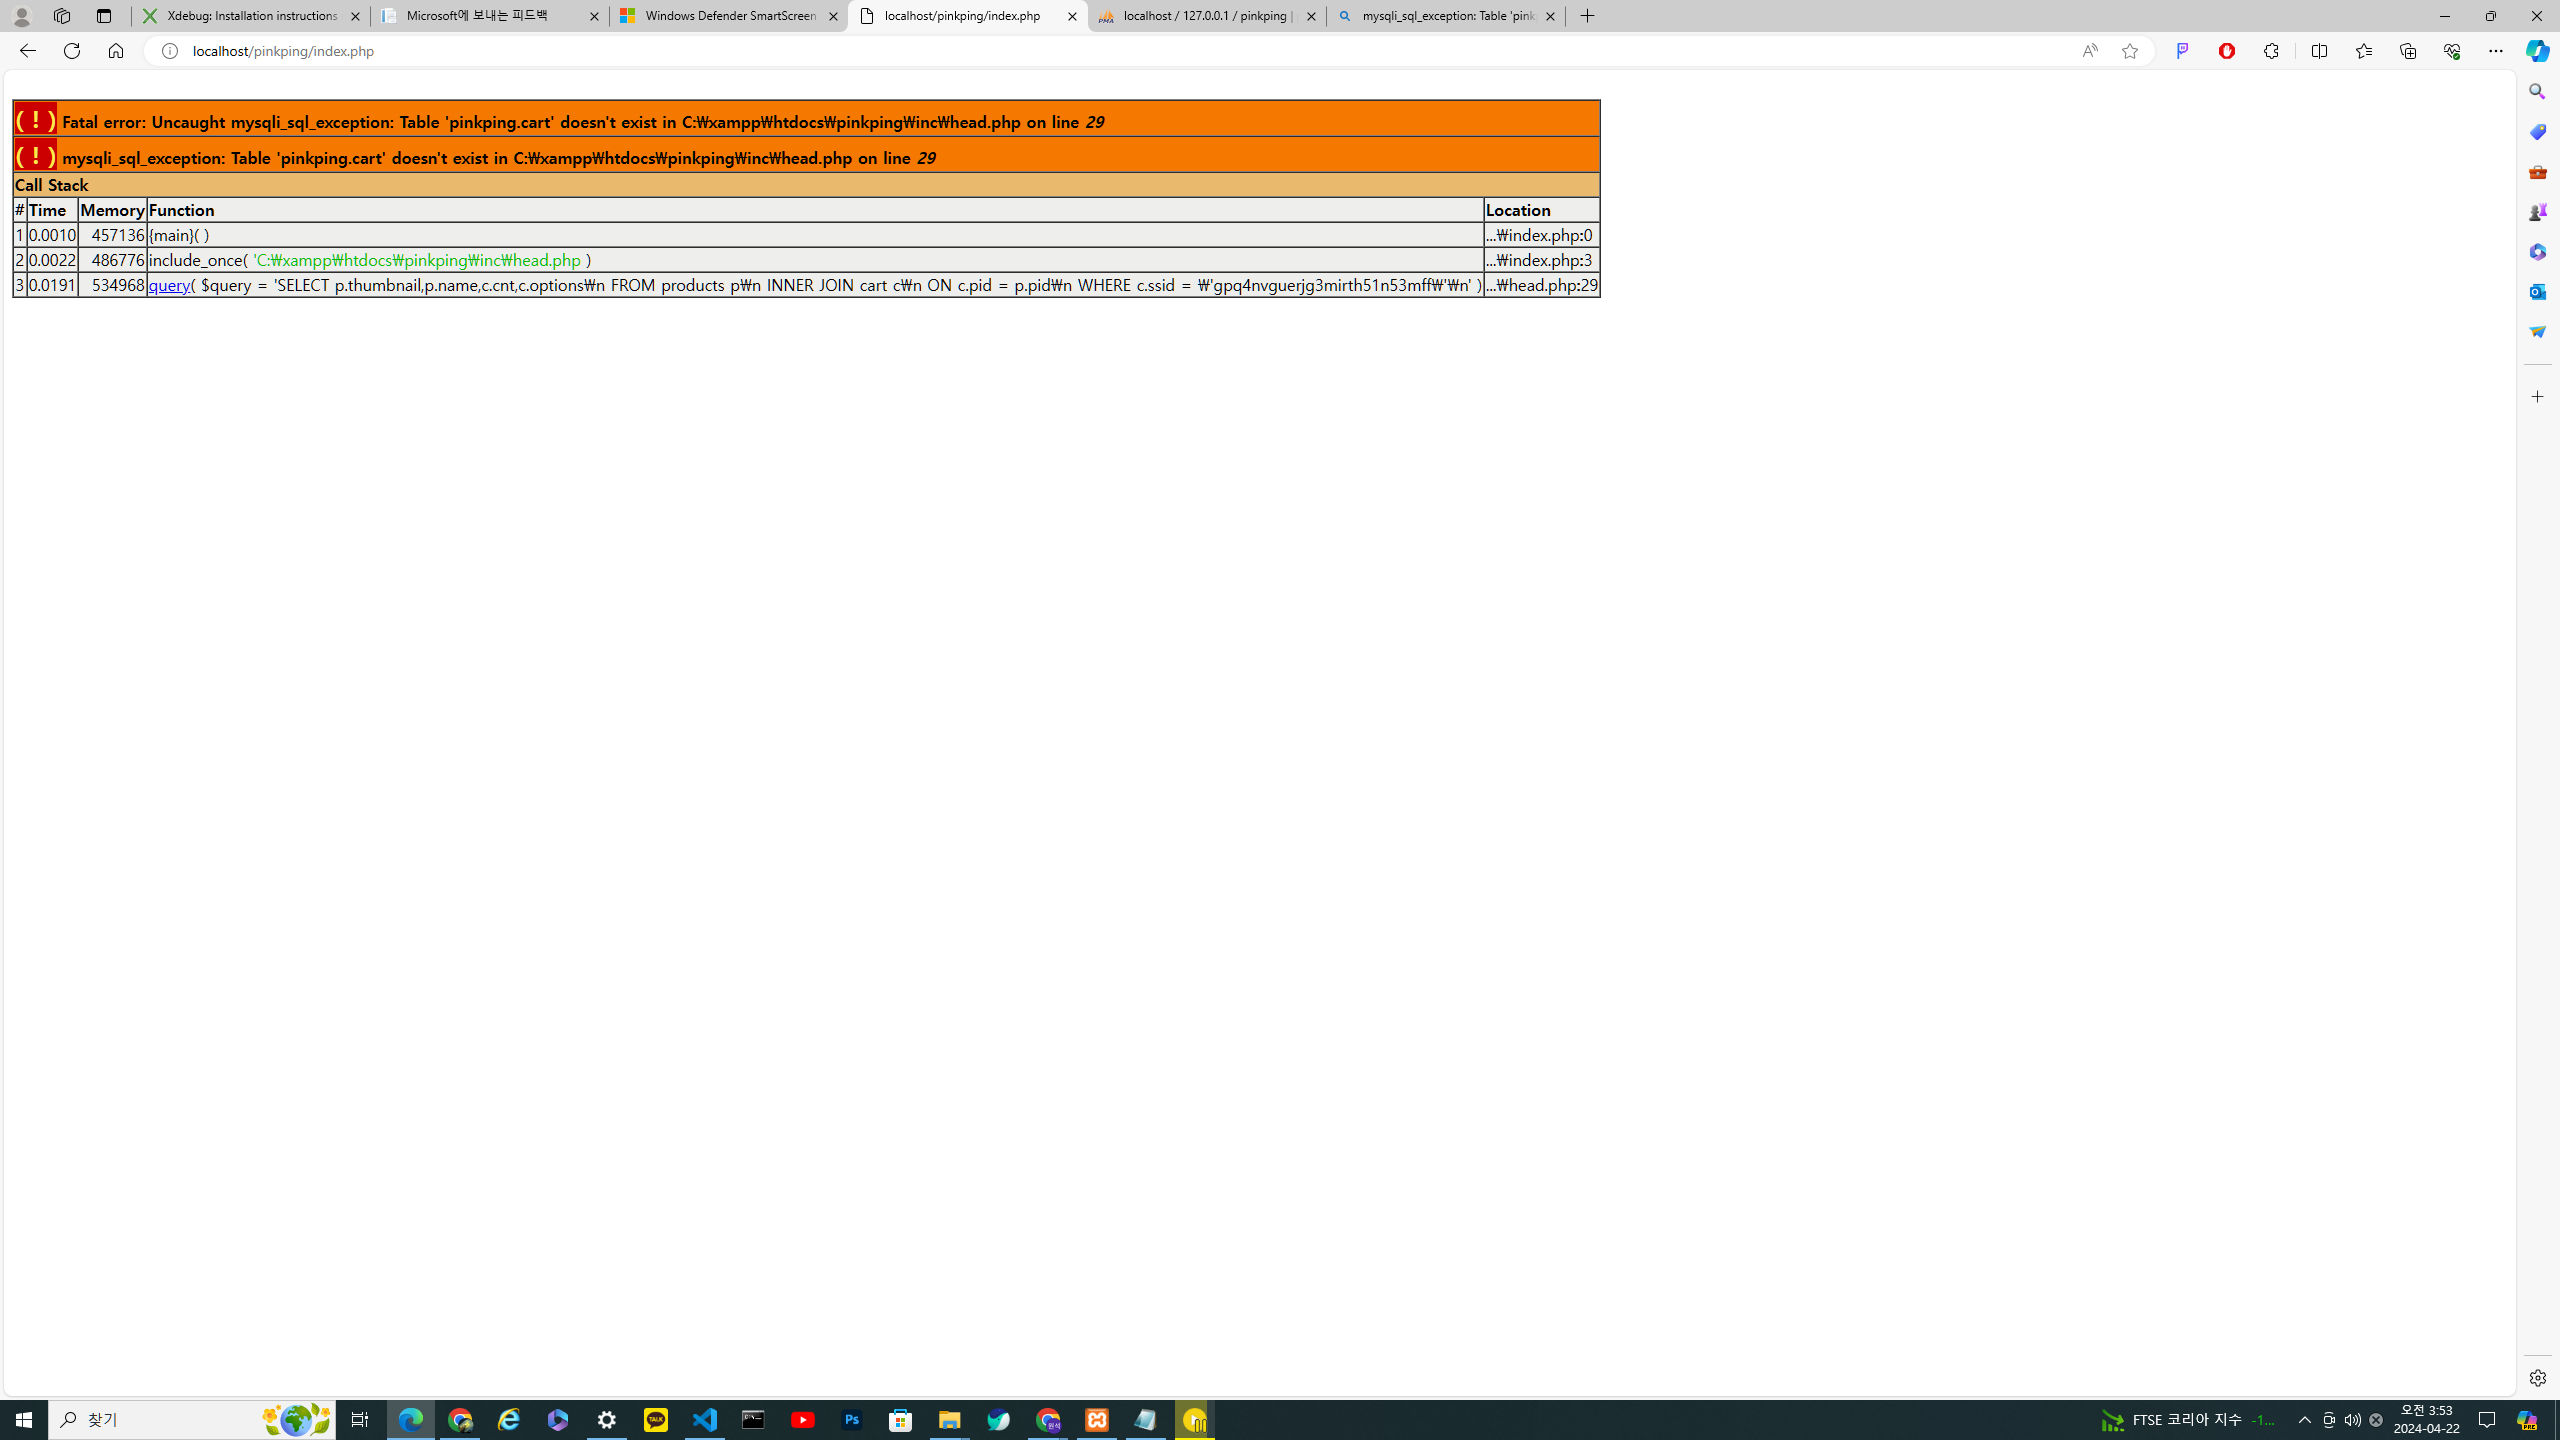 Xdebug: Installation instructions
Microsoft에 보내는 피드백
Windows Defender SmartScreen
localhost/pinkping/index.php
localhost / 127.0.0.1 / pinkping |
mysqli_sql_exception: Table 'pink
localhost/pinkping/index.php
( ! ) Fatal error: Uncaught mysqli_sql_exception: Table 'pinkping.cart' doesn't exist in C:₩xampp₩htdocs₩pinkping₩inc₩head.php on line 29
( ! ) mysqli_sql_exception: Table 'pinkping.cart' doesn't exist in C:₩xampp₩htdocs₩pinkping₩inc₩head.php on line 29
Call Stack
# Time Memory Function Location
1 0.0010 457136 {main}( ) ...₩index.php:0
2 0.0022 486776 include_once( 'C:₩xampp₩htdocs₩pinkping₩inc₩head.php ) ...₩index.php:3
3 0.0191 534968 query( $query = 'SELECT p.thumbnail,p.name,c.cnt,c.options₩n FROM products p₩n INNER JOIN cart c₩n ON c.pid = p.pid₩n WHERE c.ssid = ₩'gpq4nvguerjg3mirth51n53mff₩'₩n' ) ...₩head.php:29
찾기
FTSE 코리아 지수 -1...
오전 3:53
2024-04-22